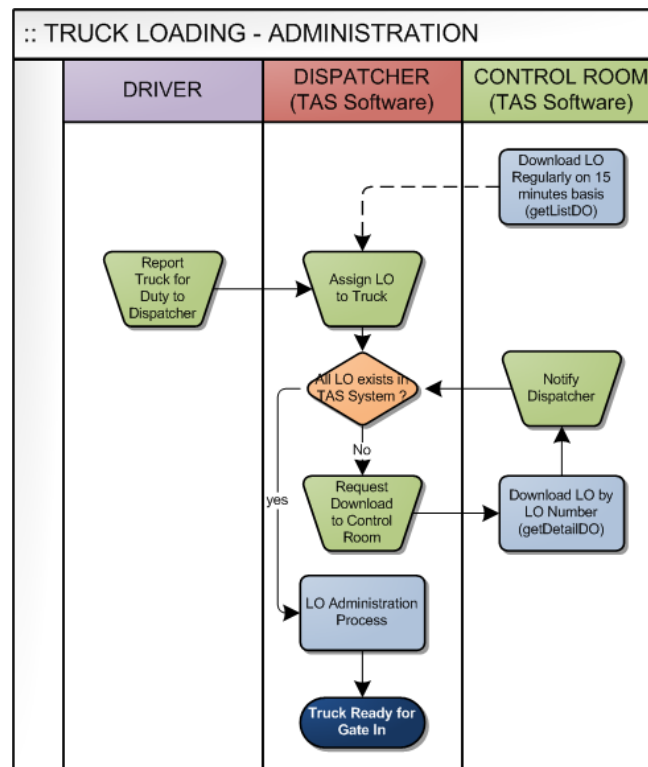 :: TRUCK LOADING - ADMINISTRATION
DRIVER
DISPATCHER
(TAS Software)
CONTROL ROOM
(TAS Software)
Download LO
Regularly on 15
minutes basis
(getListDO)
Report
Truck for
Duty to
Dispatcher
Assign LO
to Truck
All LO exists in
TAS System ?
Notify
Dispatcher
No
yes
Request
Download
to Control
Room
Download LO by
LO Number
(getDetailDO)
LO Administration
Process
Truck Ready for
Gate In